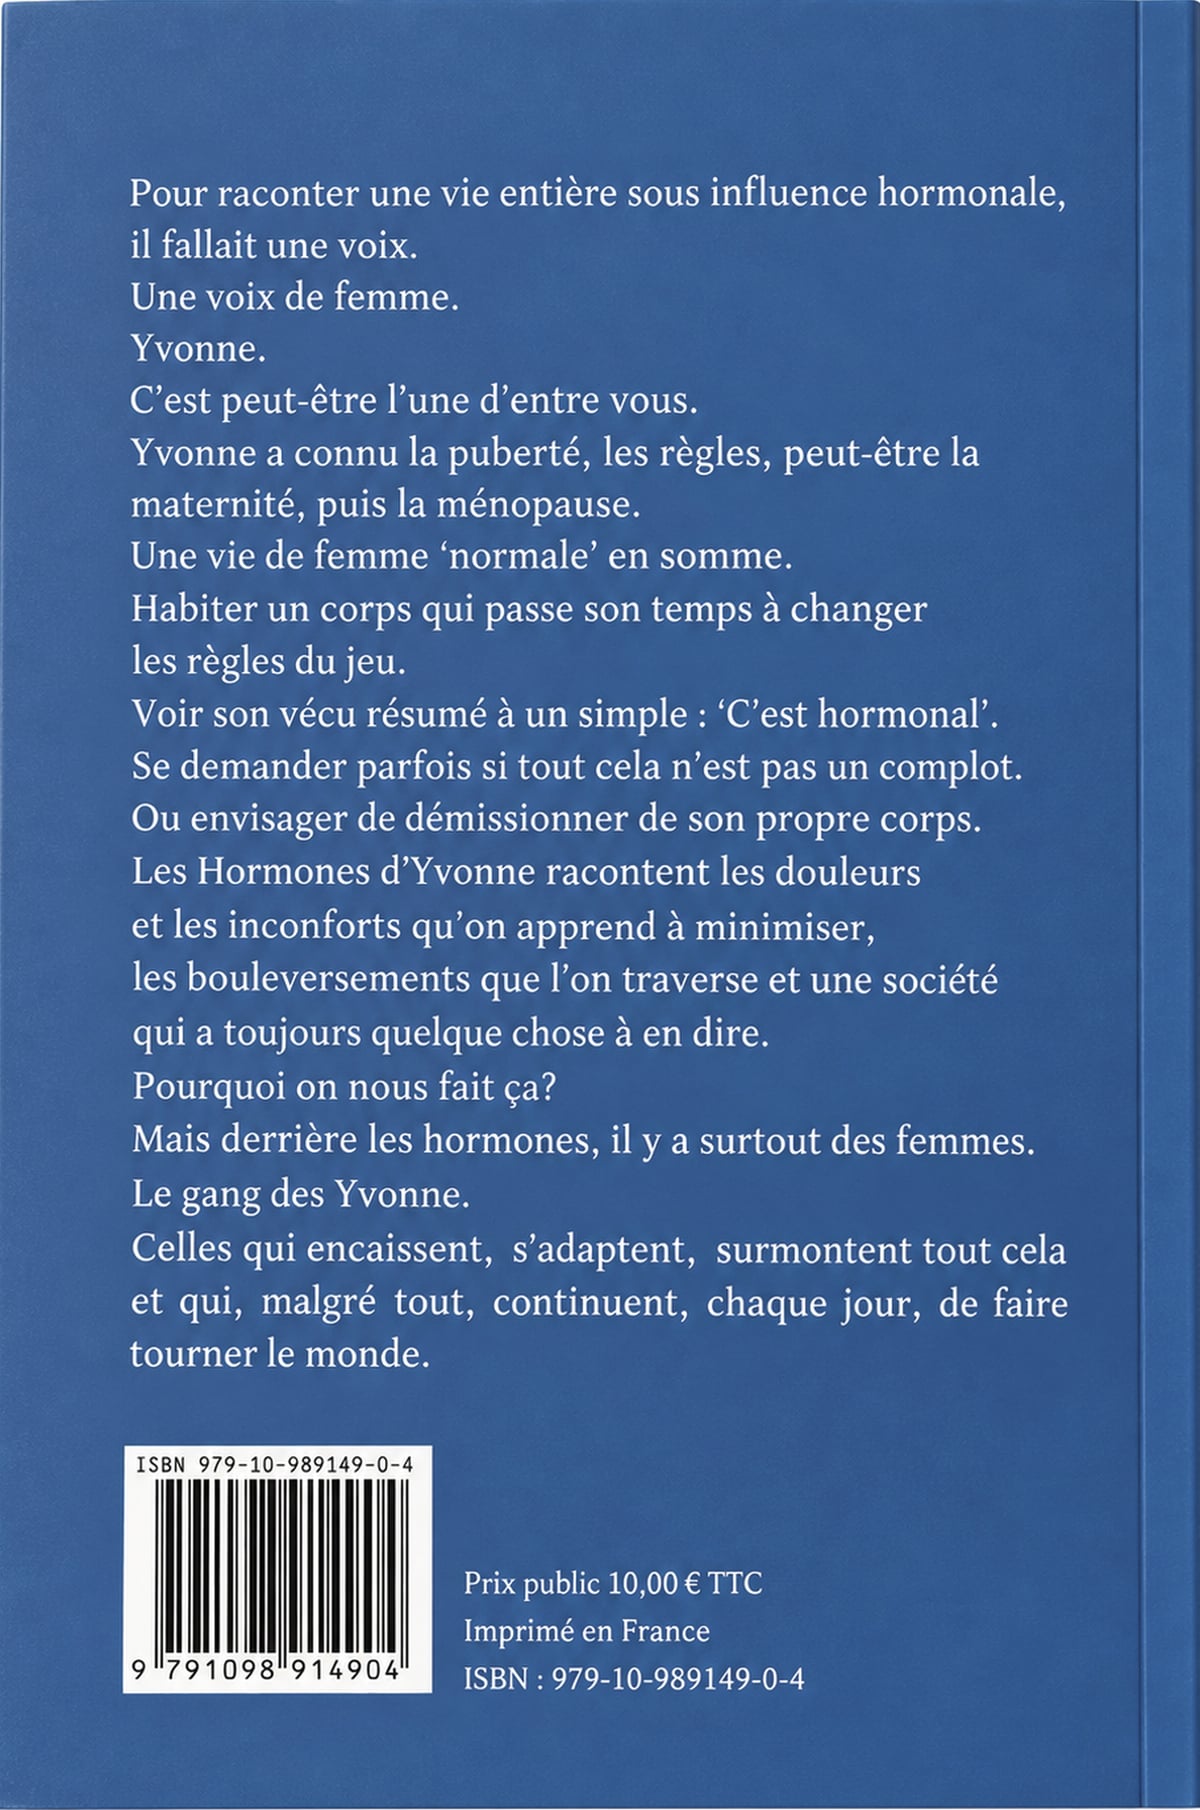 Pour raconter une vie entière sous influence hormonale,
il fallait une voix.
Une voix de femme.
Yvonne.
C’est peut-être l’une d’entre vous.
Yvonne a connu la puberté, les règles, peut-être la
maternité, puis la ménopause.
Une vie de femme ‘normale’ en somme.
Habiter un corps qui passe son temps à changer
les règles du jeu.
Voir son vécu résumé à un simple : ‘C’est hormonal’.
Se demander parfois si tout cela n’est pas un complot.
Ou envisager de démissionner de son propre corps.
Les Hormones d’Yvonne racontent les douleurs
et les inconforts qu’on apprend à minimiser,
les bouleversements que l’on traverse et une société
qui a toujours quelque chose à en dire.
Pourquoi on nous fait ça?
Mais derrière les hormones, il y a surtout des femmes.
Le gang des Yvonne.
Celles qui encaissent, s’adaptent, surmontent tout cela
et qui, malgré tout, continuent, chaque jour, de faire
tourner le monde.
ISBN 979-10-989149-0-4
9 791098 914904
Prix public 10,00 € TTC
Imprimé en France
ISBN : 979-10-989149-0-4